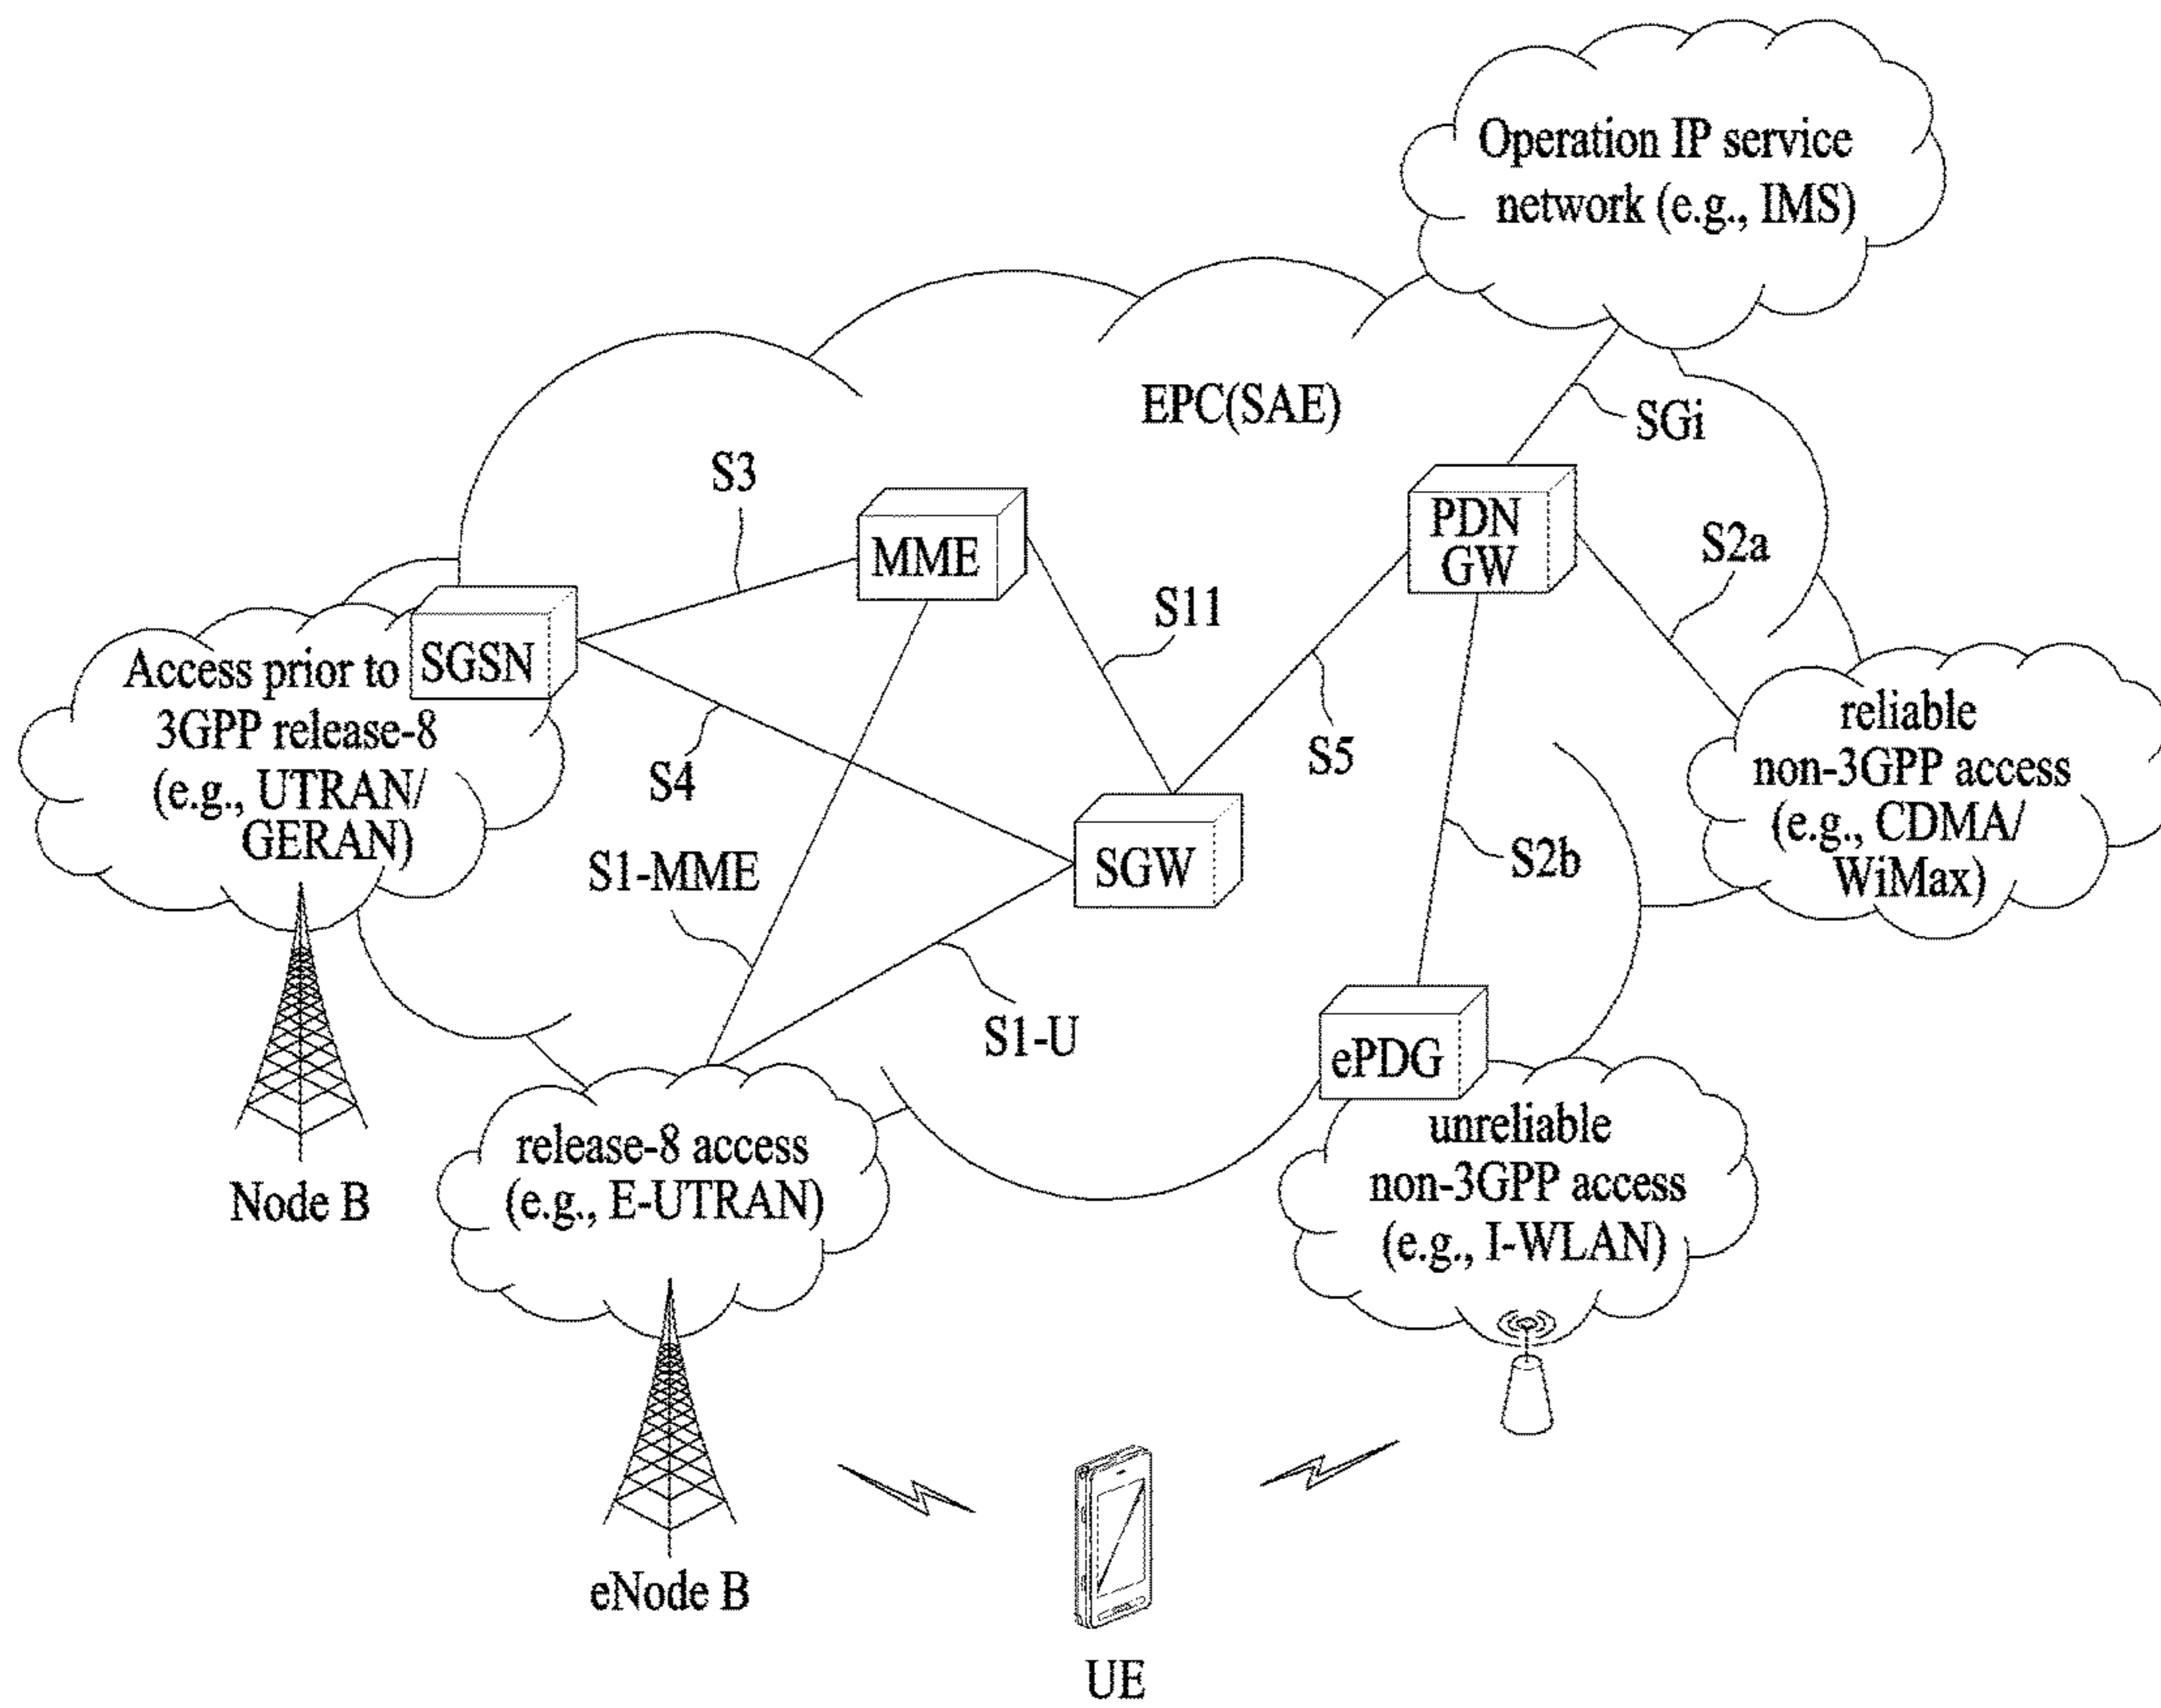 Operation IP service
network (e.g., IMS)
EPC(SAE)
SGi
S3
MME
PDN
GW
S2a
S11
SGSN
Access prior to
3GPP release-8
(e.g., UTRAN/
GERAN)
S4
S5
reliable
non-3GPP access
(e.g., CDMA/
WiMax)
S1-MME
SGW
S2b
S1-U
ePDG
Node B
release-8 access
(e.g., E-UTRAN)
unreliable
non-3GPP access
(e.g., I-WLAN)
eNode B
UE